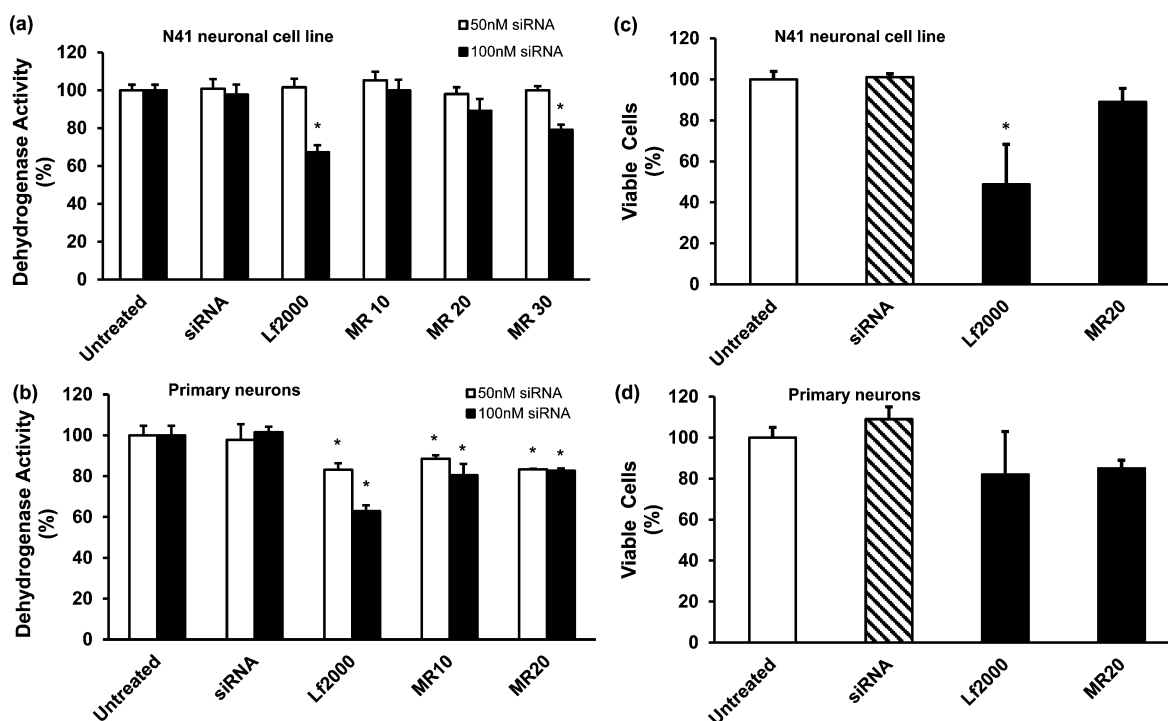 (a)
N41 neuronal cell line
50nM siRNA
100nM siRNA
Dehydrogenase Activity
(%)
120
100
80
60
40
20
0
*
*
Untreated
siRNA
Lf2000
MR 10
MR 20
MR 30
(c)
N41 neuronal cell line
Viable Cells
(%)
120
100
80
60
40
20
0
*
Untreated
siRNA
Lf2000
MR20
(b)
Primary neurons
50nM siRNA
100nM siRNA
Dehydrogenase Activity
(%)
120
100
80
60
40
20
0
*
*
*
*
*
*
Untreated
siRNA
Lf2000
MR10
MR20
(d)
Primary neurons
Viable Cells
(%)
120
100
80
60
40
20
0
Untreated
siRNA
Lf2000
MR20